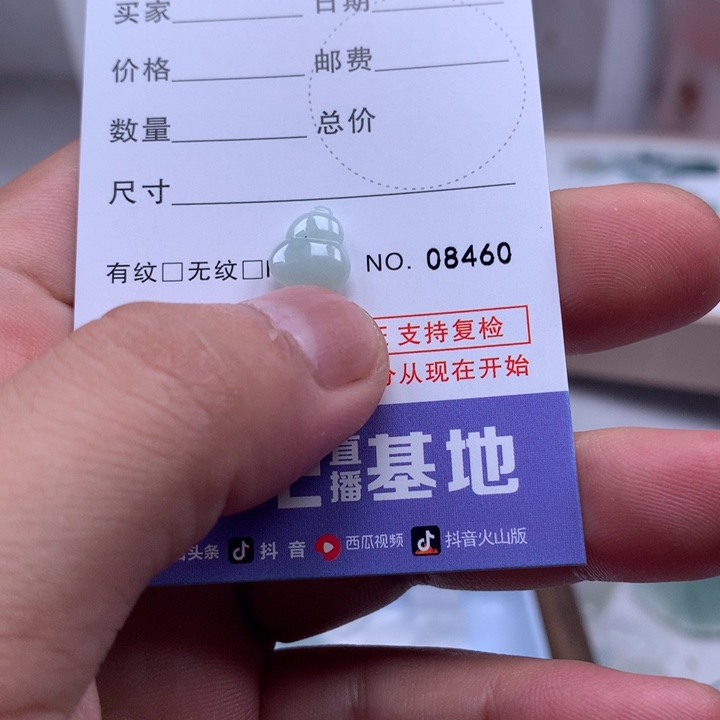 买家 日期
价格 邮费
数量 总价
尺寸
有纹□无纹□ NO. 08460
支持复检
从现在开始
直播基地
头条 抖音 西瓜视频 抖音火山版